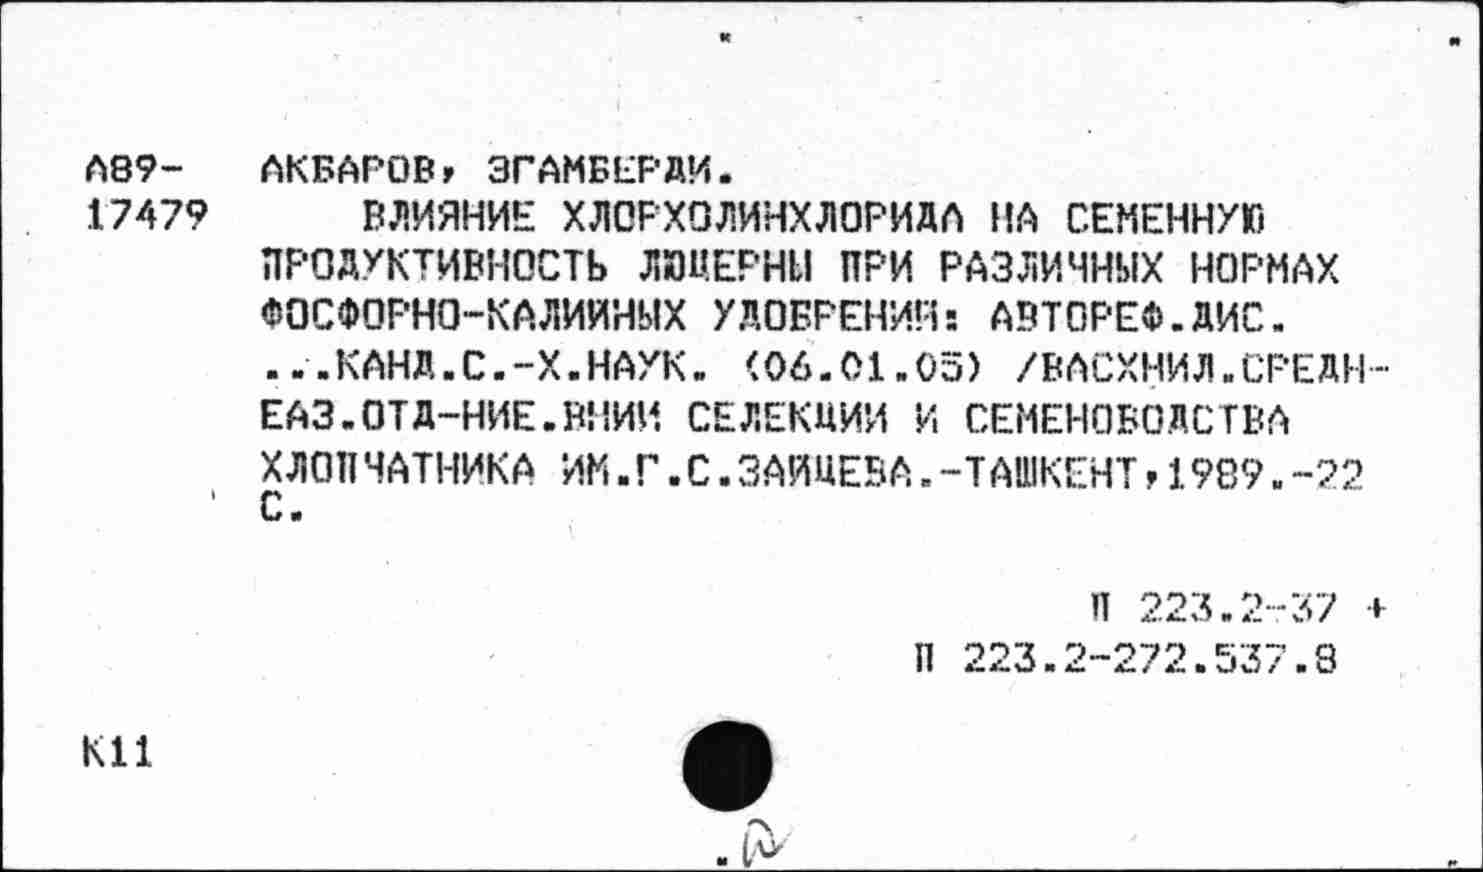 А89- АКБАРОВ, ЭГАМБЕРДИ.
17479 ВЛИЯНИЕ ХЛОРХОЛИНХЛОРИДА НА СЕМЕННУЮ
ПРОДУКТИВНОСТЬ ЛЮЦЕРНЫ ПРИ РАЗЛИЧНЫХ НОРМАХ
ФОСФОРНО-КАЛИЙНЫХ УДОБРЕНИЙ: АВТОРЕФ.ДИС.
...КАНД.С.-Х.НАУК. (06.01.05) /ВАСХНИЛ.СРЕДН-
ЕАЗ.ОТД-НИЕ.ВНИИ СЕЛЕКЦИИ И СЕМЕНОВОДСТВА
ХЛОПЧАТНИКА ИМ.Г.С.ЗАЙЦЕВА.-ТАШКЕНТ,1989.-22
С.
П 223.2-37 +
П 223.2-272.537.8
К11